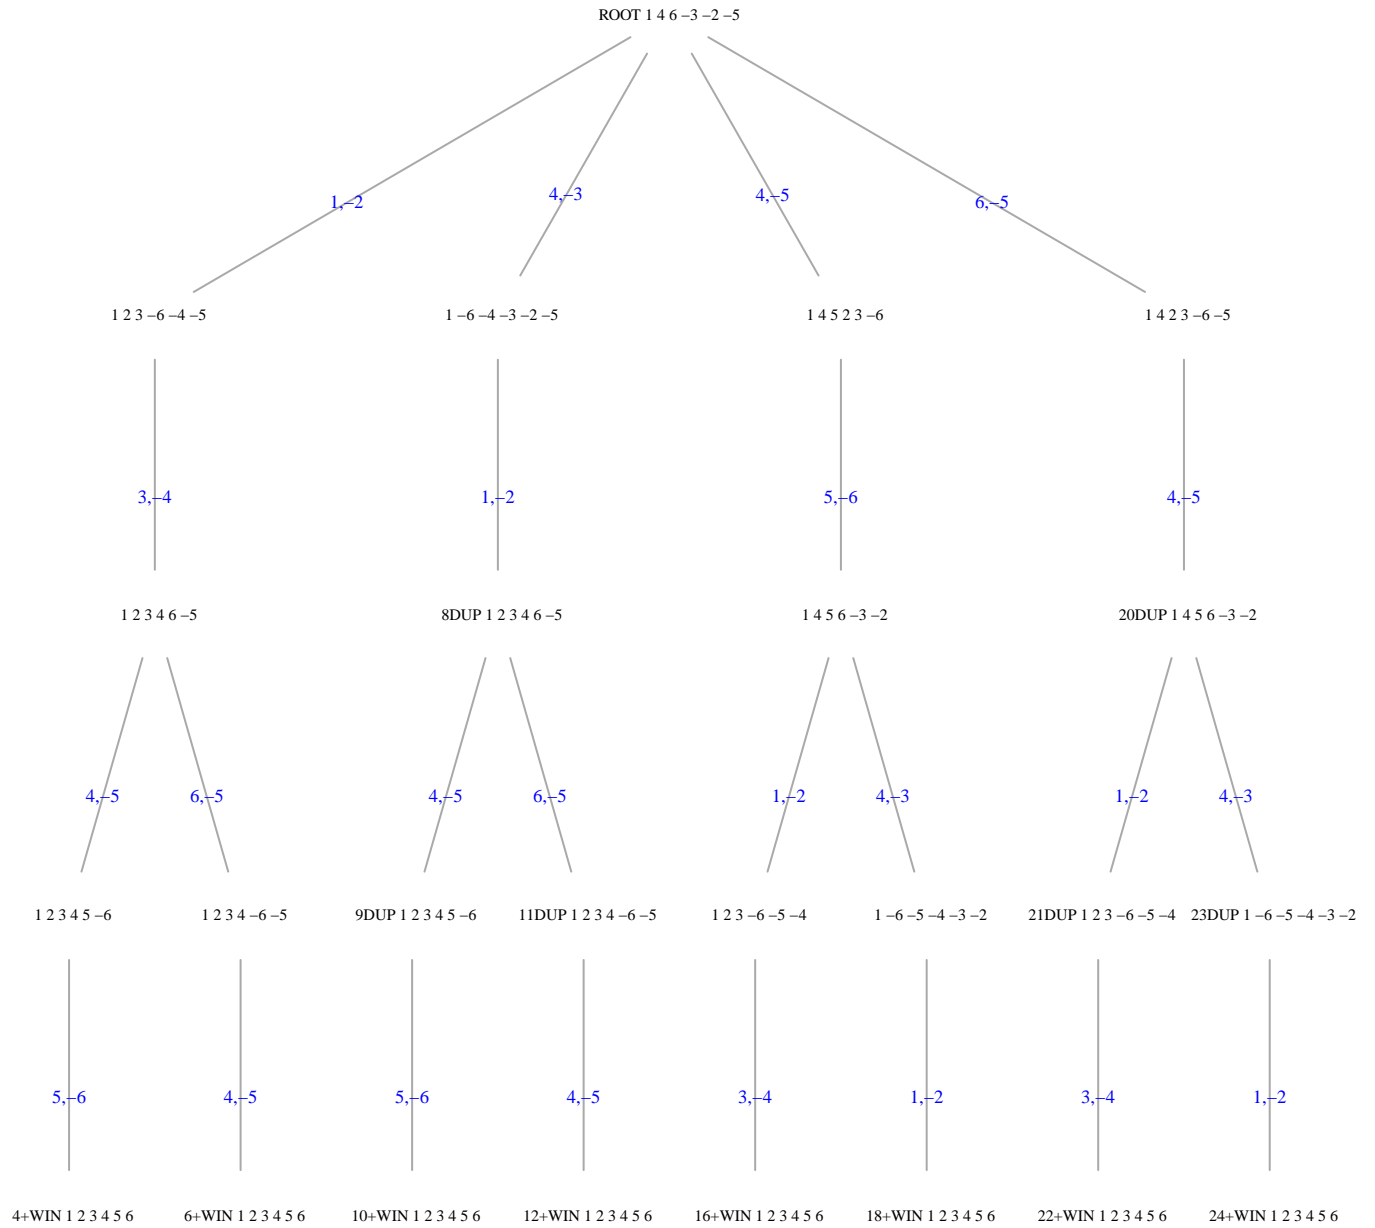 ROOT 1 4 6 –3 –2 –5
1,–2 4,–3 4,–5 6,–5
1 2 3 –6 –4 –5 1 –6 –4 –3 –2 –5 1 4 5 2 3 –6 1 4 2 3 –6 –5
3,–4 1,–2 5,–6 4,–5
1 2 3 4 6 –5 8DUP 1 2 3 4 6 –5 1 4 5 6 –3 –2 20DUP 1 4 5 6 –3 –2
4,–5 6,–5 4,–5 6,–5 1,–2 4,–3 1,–2 4,–3
1 2 3 4 5 –6 1 2 3 4 –6 –5 9DUP 1 2 3 4 5 –6 11DUP 1 2 3 4 –6 –5 1 2 3 –6 –5 –4 1 –6 –5 –4 –3 –2 21DUP 1 2 3 –6 –5 –4 23DUP 1 –6 –5 –4 –3 –2
5,–6 4,–5 5,–6 4,–5 3,–4 1,–2 3,–4 1,–2
4+WIN 1 2 3 4 5 6 6+WIN 1 2 3 4 5 6 10+WIN 1 2 3 4 5 6 12+WIN 1 2 3 4 5 6 16+WIN 1 2 3 4 5 6 18+WIN 1 2 3 4 5 6 22+WIN 1 2 3 4 5 6 24+WIN 1 2 3 4 5 6